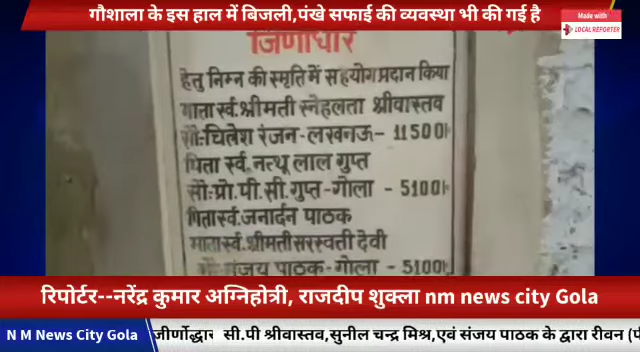 गौशाला के इस हाल में बिजली,पंखे सफाई की व्यवस्था भी की गई है
Made with
LOCAL REPORTER
जिर्णाधार
हेतु निम्न की स्मृति में सहयोग प्रदान किया
माता स्व.श्रीमती स्नेहलता श्रीवास्तव
सौ:चित्रेश रंजन-लखनऊ- 11500/-
पिता स्व. नत्थू लाल गुप्त
सौ:प्रो.पी.सी.गुप्त-गोला - 5100/-
पिता स्व.जनार्दन पाठक
माता स्व.श्रीमती सरस्वती देवी
सौ:संजय पाठक-गोला - 5100/-
रिपोर्टर--नरेंद्र कुमार अग्निहोत्री, राजदीप शुक्ला nm news city Gola
N M News City Gola जीर्णोद्धार सी.पी श्रीवास्तव,सुनील चन्द्र मिश्र,एवं संजय पाठक के द्वारा रीवन